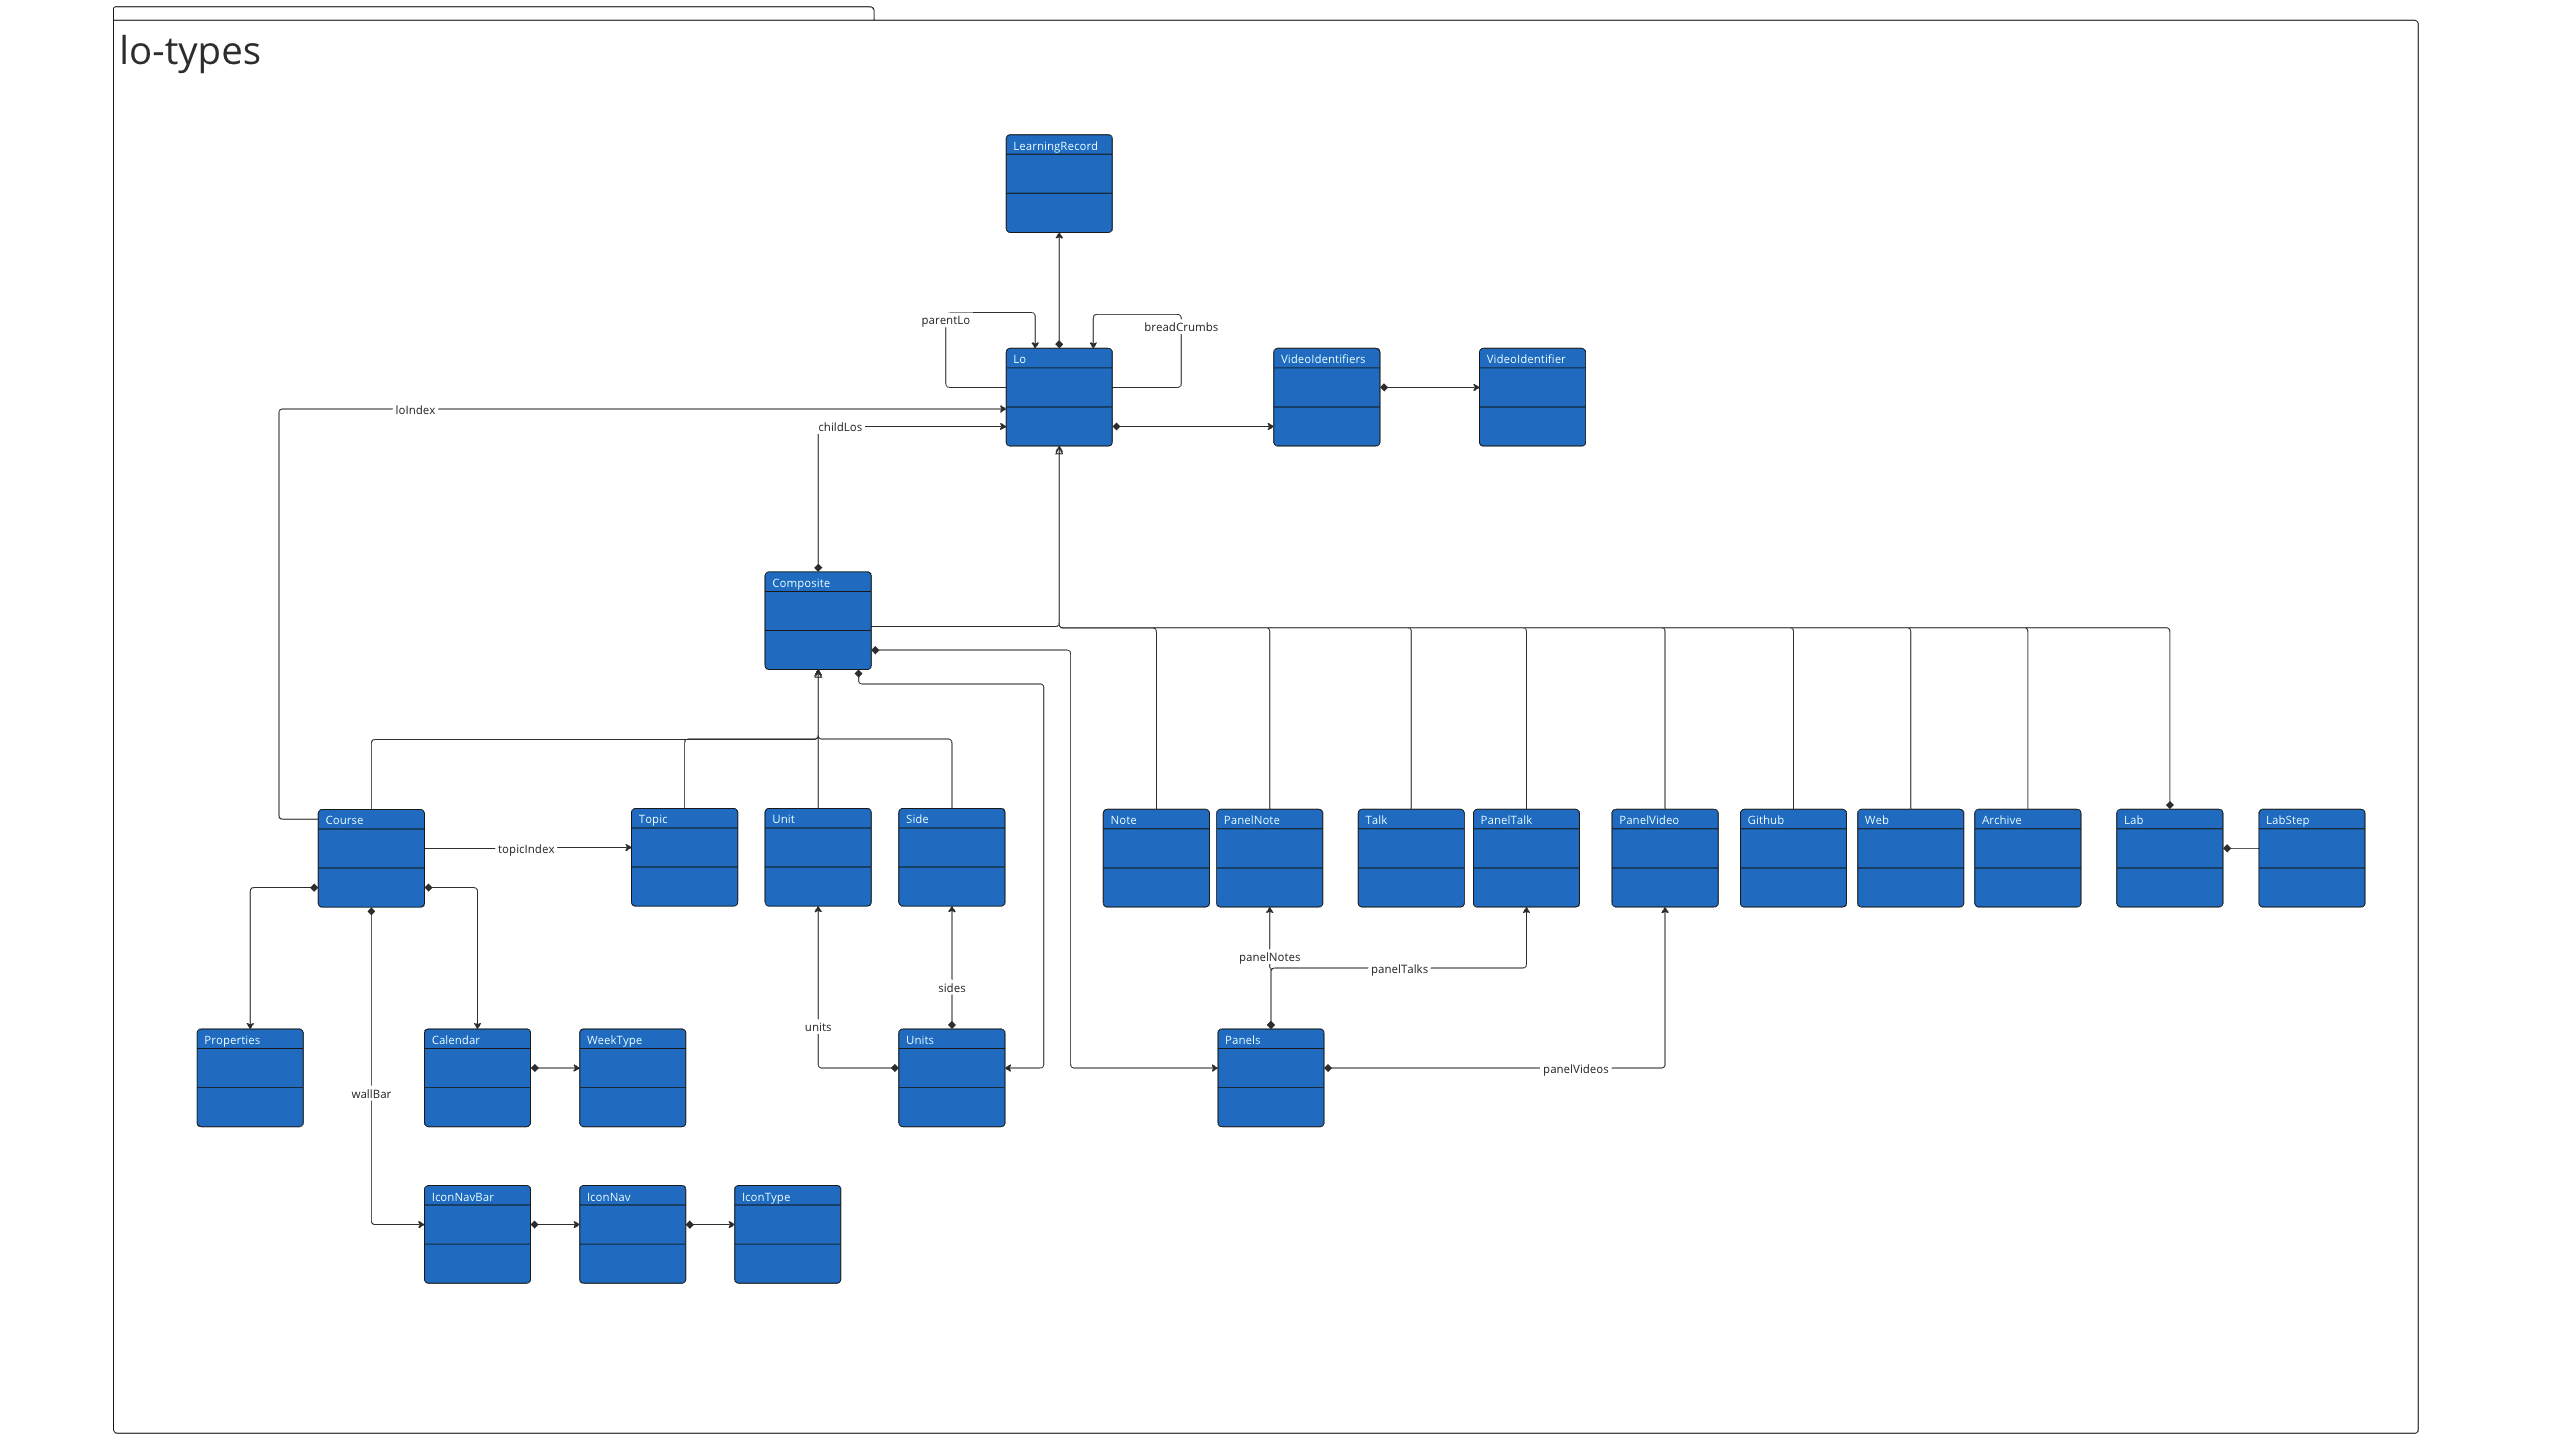 lo-types
LearningRecord
parentLo
breadCrumbs
Lo
VideoIdentifiers
VideoIdentifier
loIndex
childLos
Composite
Course
Topic
Unit
Side
Note
PanelNote
Talk
PanelTalk
PanelVideo
Github
Web
Archive
Lab
LabStep
topicIndex
panelNotes
panelTalks
sides
units
Properties
Calendar
WeekType
Units
Panels
panelVideos
wallBar
IconNavBar
IconNav
IconType